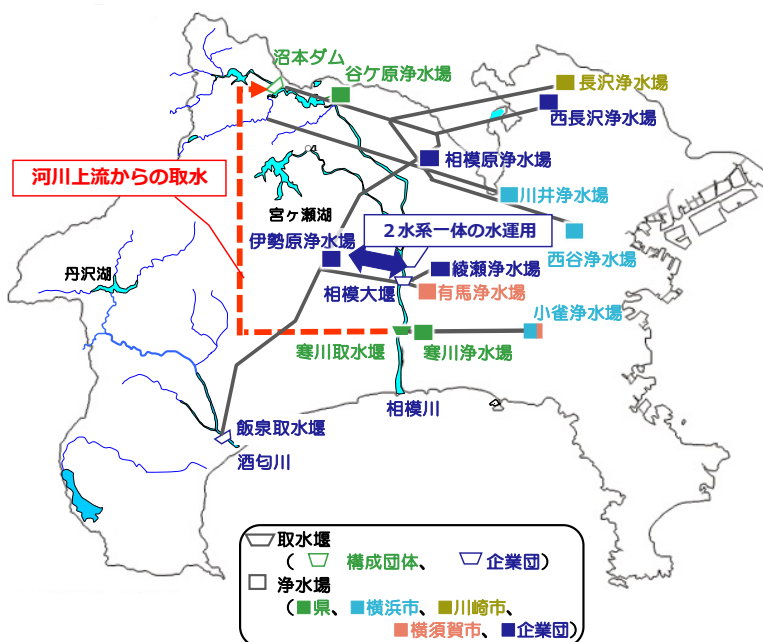 沼本ダム
谷ケ原浄水場
長沢浄水場
西長沢浄水場
相模原浄水場
河川上流からの取水
川井浄水場
宮ヶ瀬湖
2水系一体の水運用
伊勢原浄水場
西谷浄水場
丹沢湖
綾瀬浄水場
相模大堰
有馬浄水場
小雀浄水場
寒川取水堰
寒川浄水場
相模川
飯泉取水堰
酒匂川
取水堰
(構成団体、企業団)
浄水場
(県、横浜市、川崎市、
横須賀市、企業団)